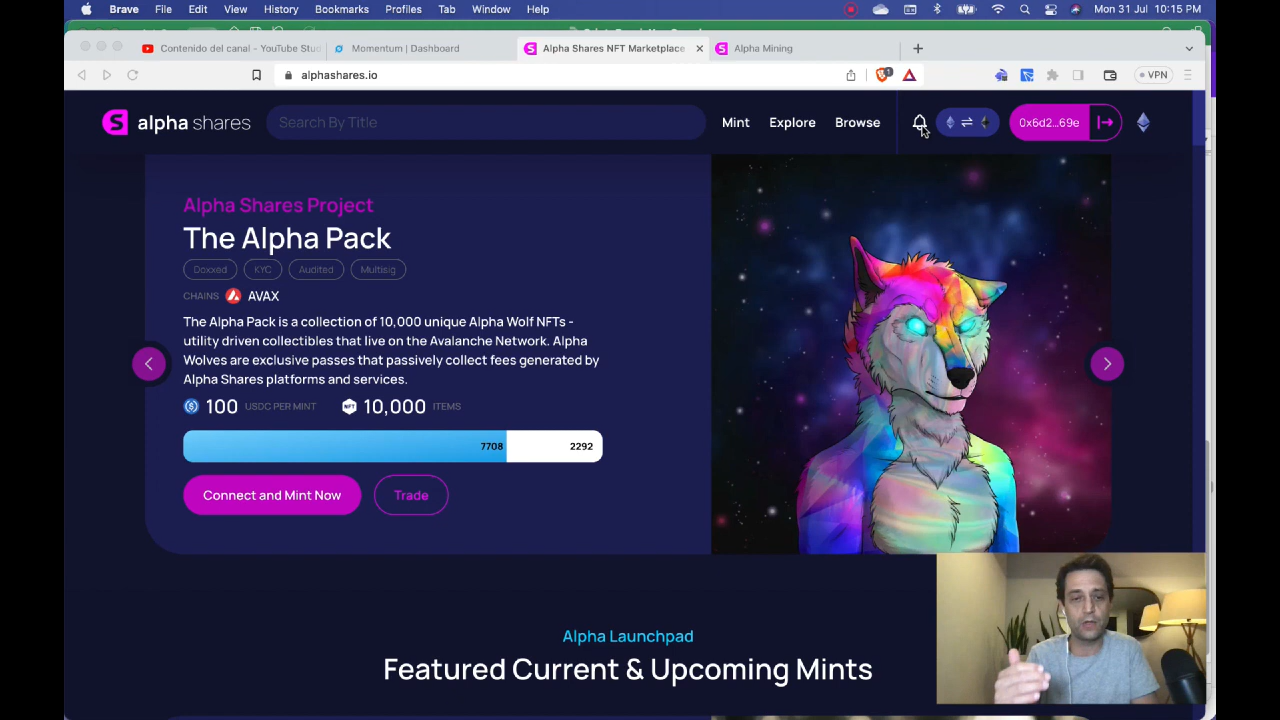 Brave File Edit View History Bookmarks Profiles Tab Window Help Mon 31 Jul 10:15 PM
Contenido del canal - YouTube Stud Momentum | Dashboard Alpha Shares NFT Marketplace Alpha Mining
alphashares.io 1 VPN
alpha shares Search By Title Mint Explore Browse 0x6d2...69e
Alpha Shares Project
The Alpha Pack
Doxxed KYC Audited Multisig
CHAINS AVAX
The Alpha Pack is a collection of 10,000 unique Alpha Wolf NFTs -
utility driven collectibles that live on the Avalanche Network. Alpha
Wolves are exclusive passes that passively collect fees generated by
Alpha Shares platforms and services.
100 USDC PER MINT NFT 10,000 ITEMS
7708 2292
Connect and Mint Now Trade
Alpha Launchpad
Featured Current & Upcoming Mints